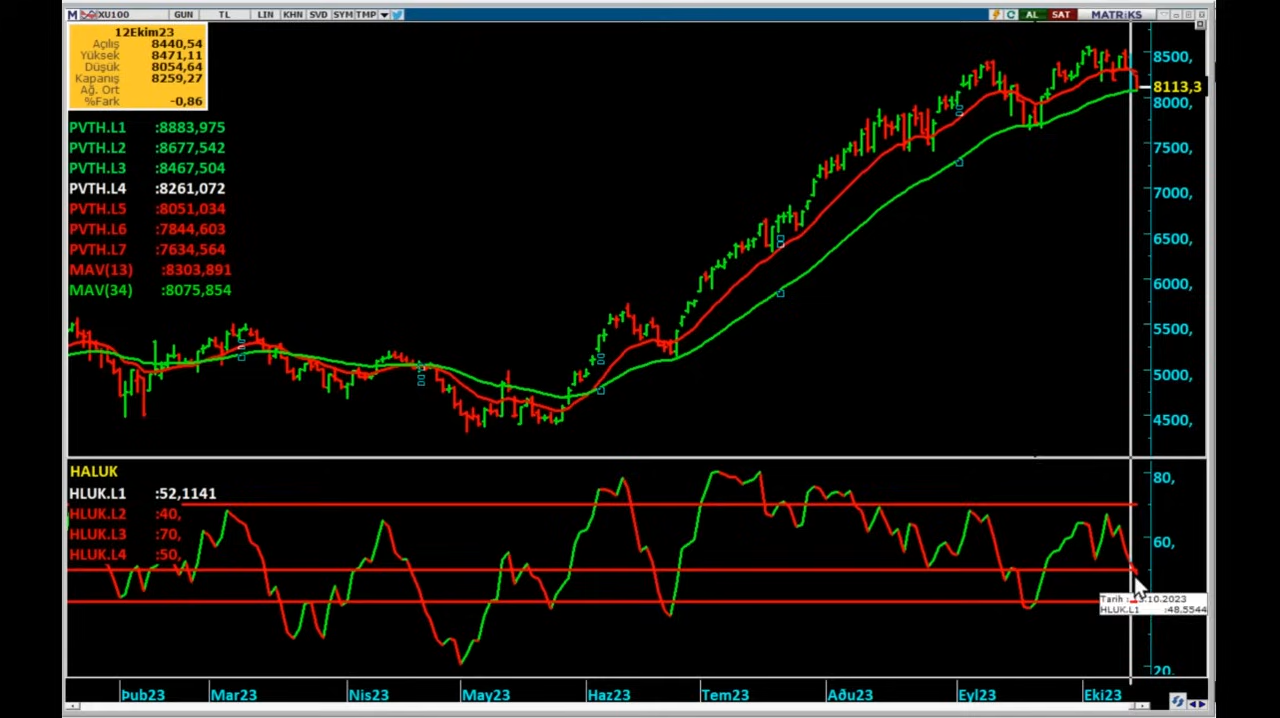 M XU100 GUN TL LIN KHN SVD SYM TMP AL SAT MATRİKS
12Ekim23
Açılış 8440,54
Yüksek 8471,11
Düşük 8054,64
Kapanış 8259,27
Ağ. Ort
%Fark -0,86
PVTH.L1 :8883,975
PVTH.L2 :8677,542
PVTH.L3 :8467,504
PVTH.L4 :8261,072
PVTH.L5 :8051,034
PVTH.L6 :7844,603
PVTH.L7 :7634,564
MAV(13) :8303,891
MAV(34) :8075,854
8500,
8113,3
8000,
7500,
7000,
6500,
6000,
5500,
5000,
4500,
HALUK
HLUK.L1 :52,1141
HLUK.L2 :40,
HLUK.L3 :70,
HLUK.L4 :50,
80,
60,
20,
Tarih : .10.2023
HLUK.L1 :48,5544
Þub23 Mar23 Nis23 May23 Haz23 Tem23 Aðu23 Eyl23 Eki23